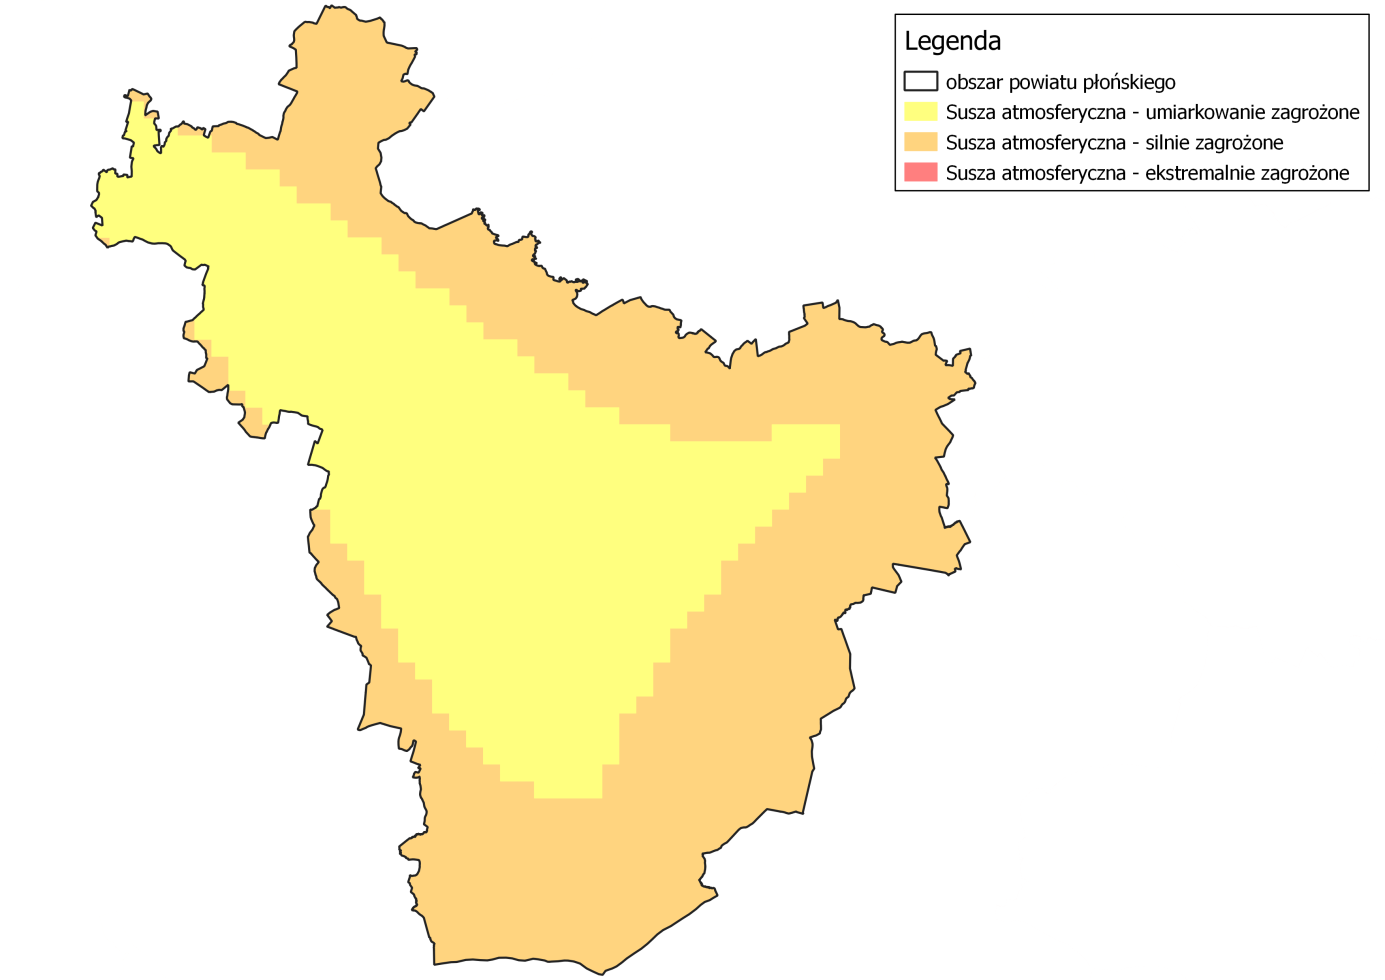 Legenda
obszar powiatu płońskiego
Susza atmosferyczna - umiarkowanie zagrożone
Susza atmosferyczna - silnie zagrożone
Susza atmosferyczna - ekstremalnie zagrożone